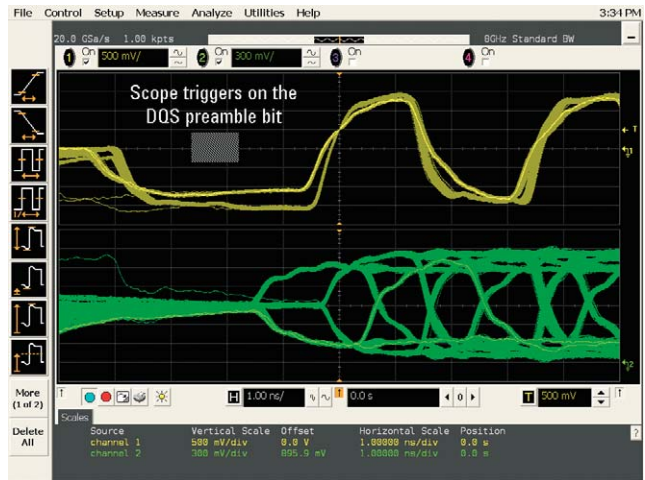 File Control Setup Measure Analyze Utilities Help 3:34 PM
20.0 GSa/s 1.00 kpts 8GHz Standard BW
1 On 500 mV/ 2 On 300 mV/ 3 On 4 On
Scope triggers on the
DQS preamble bit
T
1
2
More
(1 of 2)
Delete
All
H 1.00 ns/ 0.0 s 0 T 500 mV
Scales
Source Vertical Scale Offset Horizontal Scale Position
channel 1 500 mV/div 0.0 V 1.00000 ns/div 0.0 s
channel 2 300 mV/div 895.9 mV 1.00000 ns/div 0.0 s
?